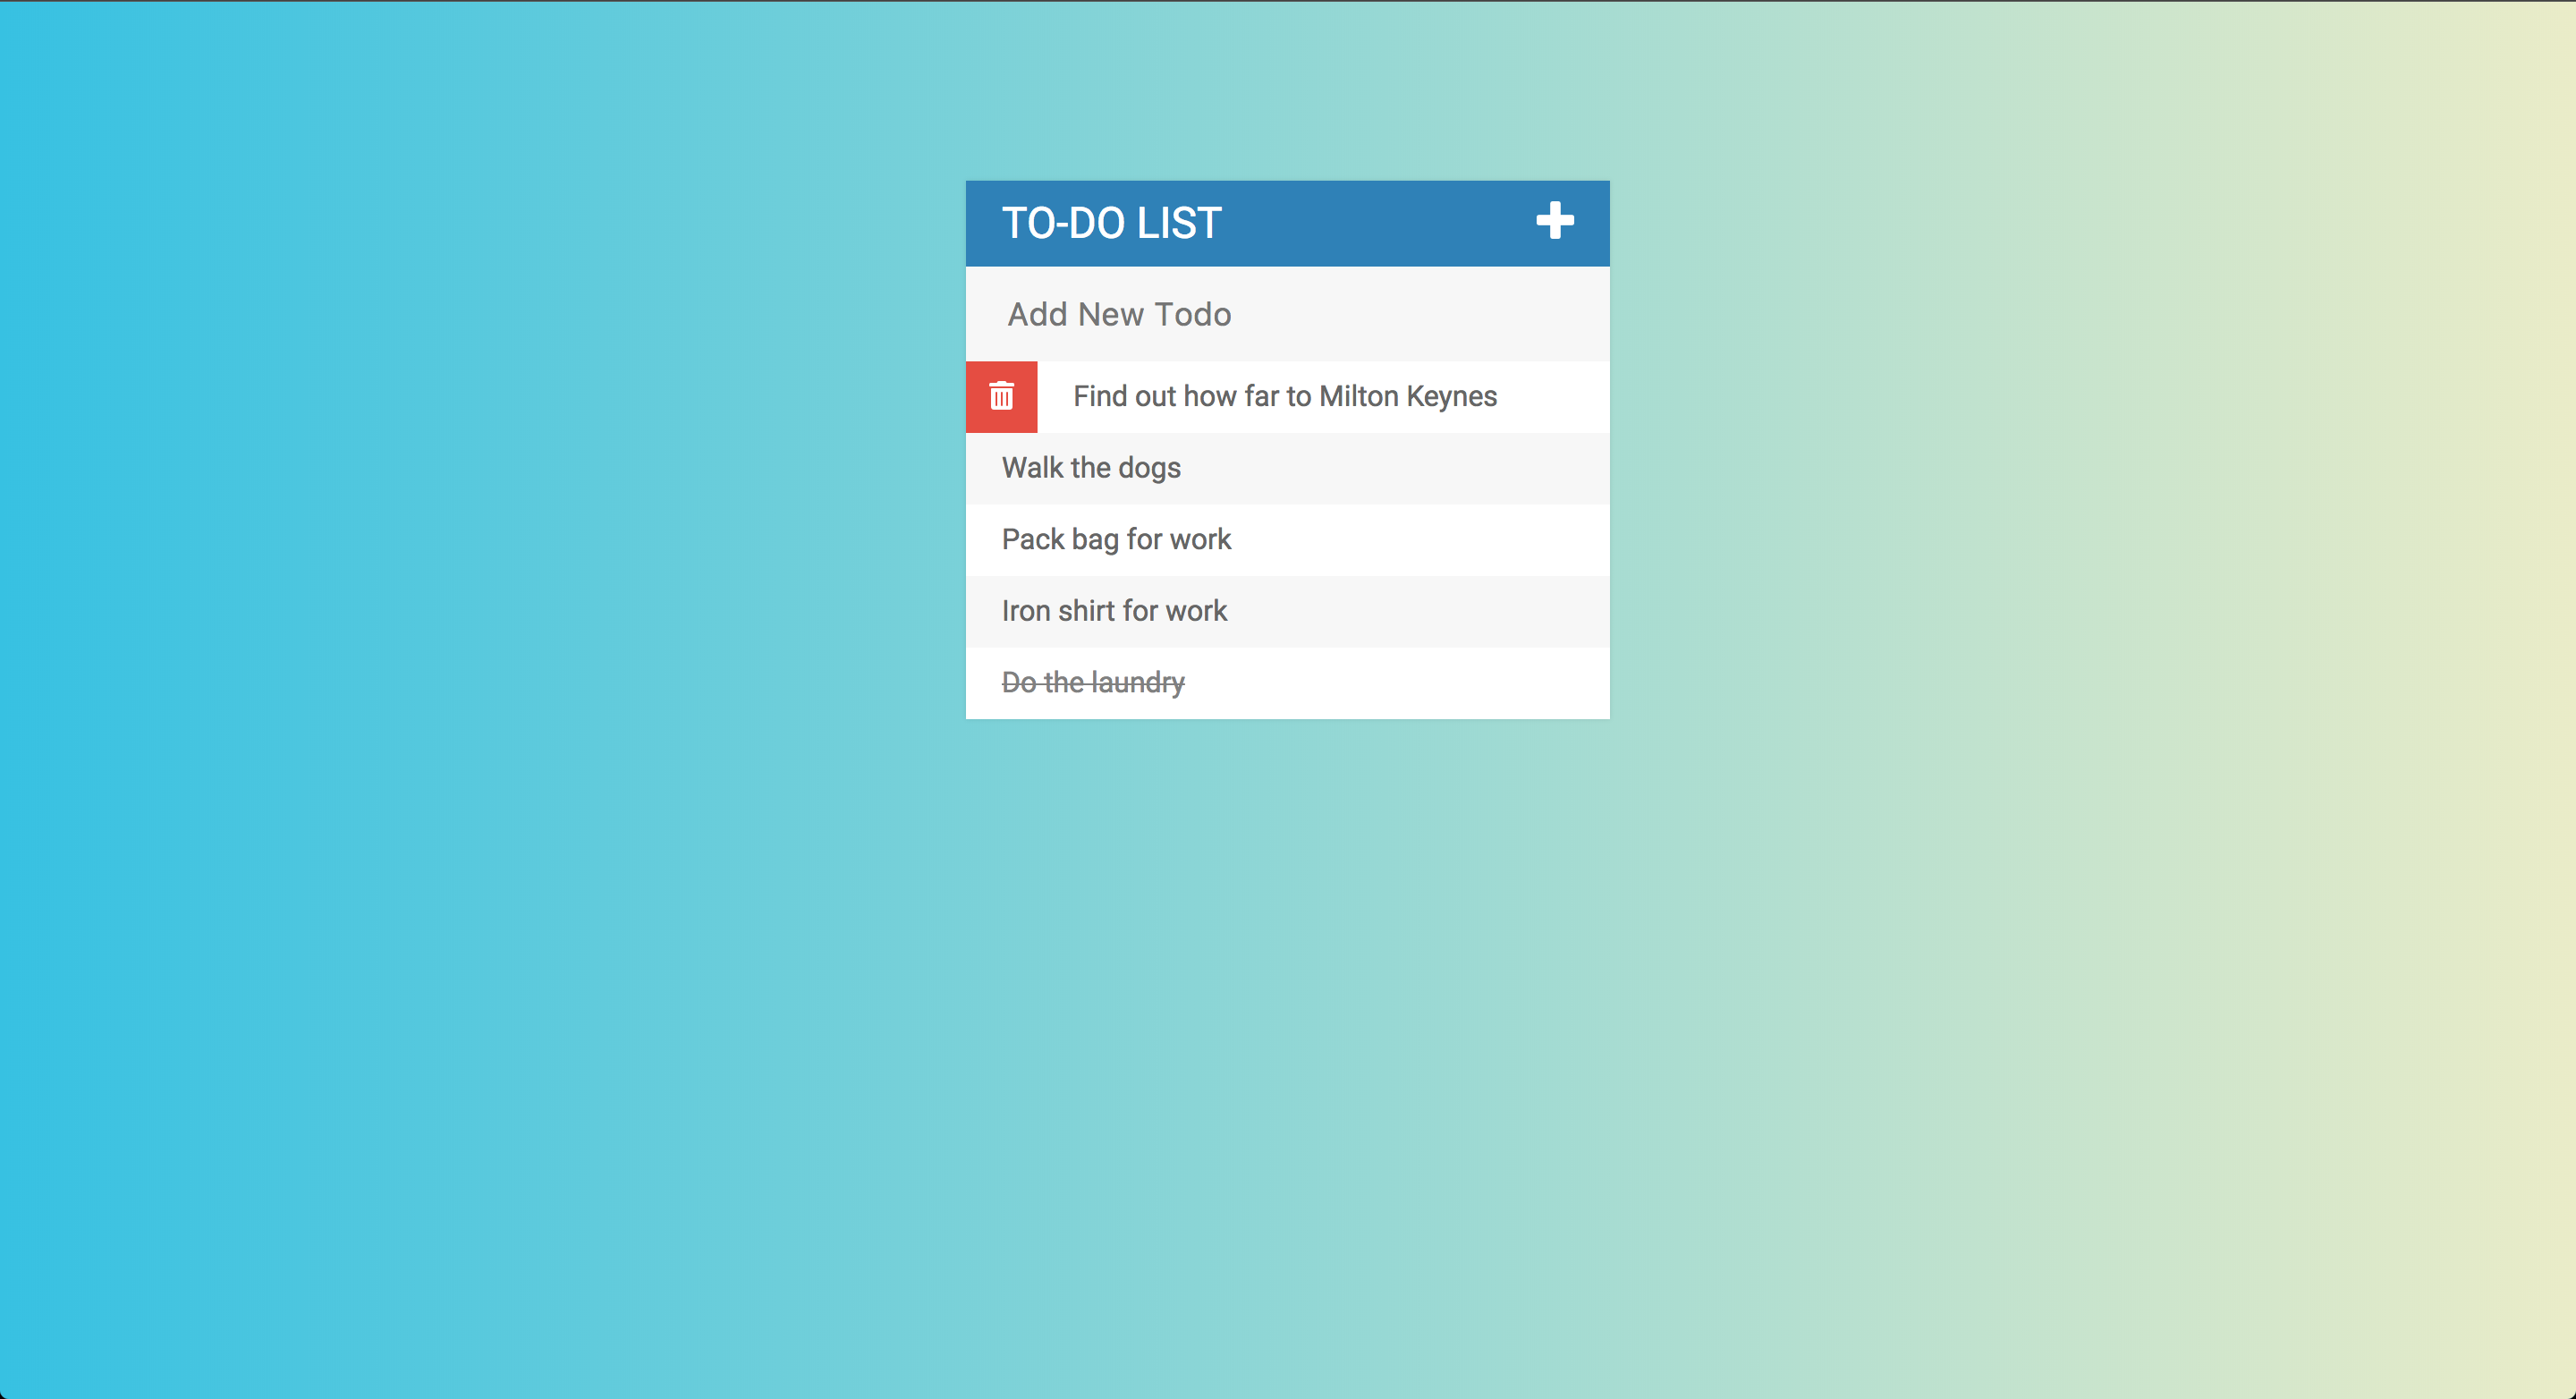 TO-DO LIST
Add New Todo
Find out how far to Milton Keynes
Walk the dogs
Pack bag for work
Iron shirt for work
Do the laundry